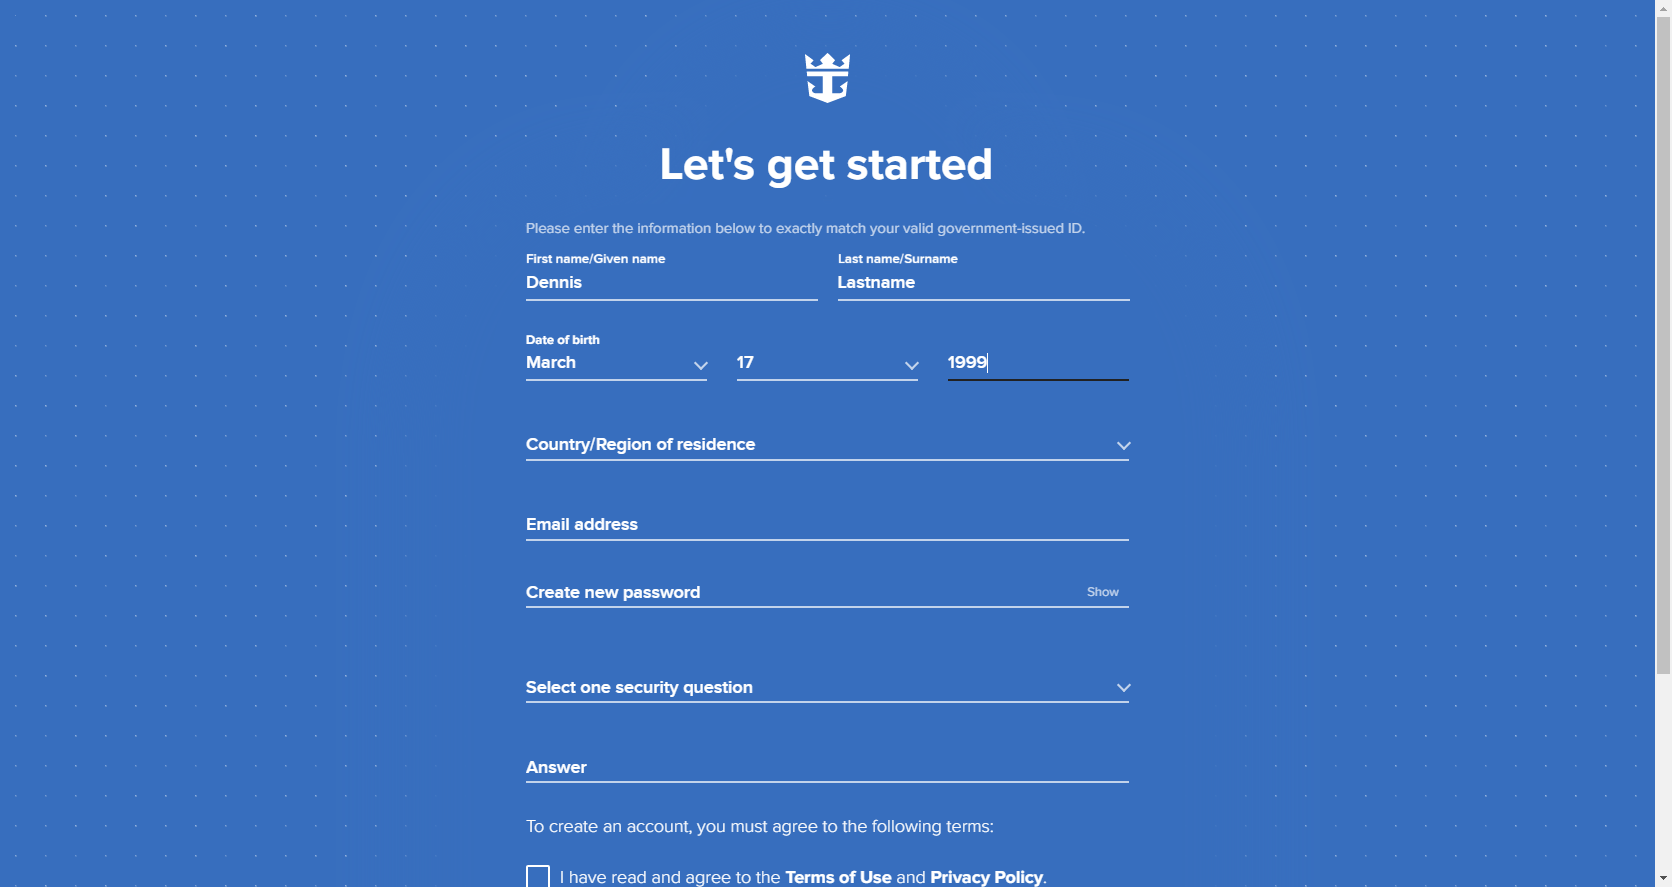 Let's get started
Please enter the information below to exactly match your valid government-issued ID.
First name/Given name Last name/Surname
Dennis Lastname
Date of birth
March 17 1999
Country/Region of residence
Email address
Create new password Show
Select one security question
Answer
To create an account, you must agree to the following terms:
I have read and agree to the Terms of Use and Privacy Policy.